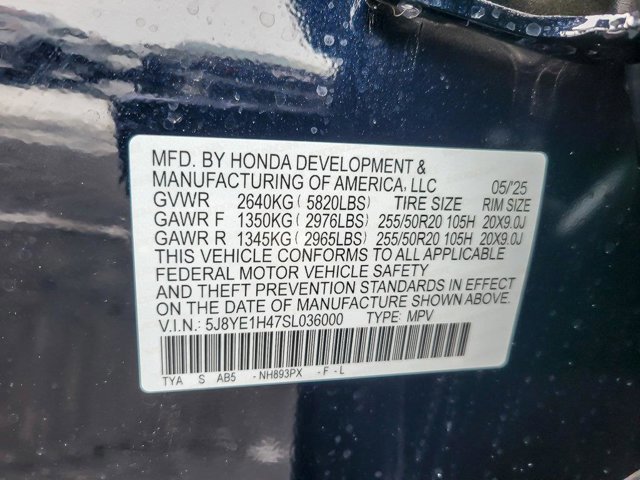 MFD. BY HONDA DEVELOPMENT &
MANUFACTURING OF AMERICA, LLC 05/'25
GVWR 2640KG( 5820LBS) TIRE SIZE RIM SIZE
GAWR F 1350KG( 2976LBS) 255/50R20 105H 20X9.0J
GAWR R 1345KG( 2965LBS) 255/50R20 105H 20X9.0J
THIS VEHICLE CONFORMS TO ALL APPLICABLE
FEDERAL MOTOR VEHICLE SAFETY
AND THEFT PREVENTION STANDARDS IN EFFECT
ON THE DATE OF MANUFACTURE SHOWN ABOVE.
V.I.N.: 5J8YE1H47SL036000 TYPE: MPV
TYA S AB5 -NH893PX -F-L